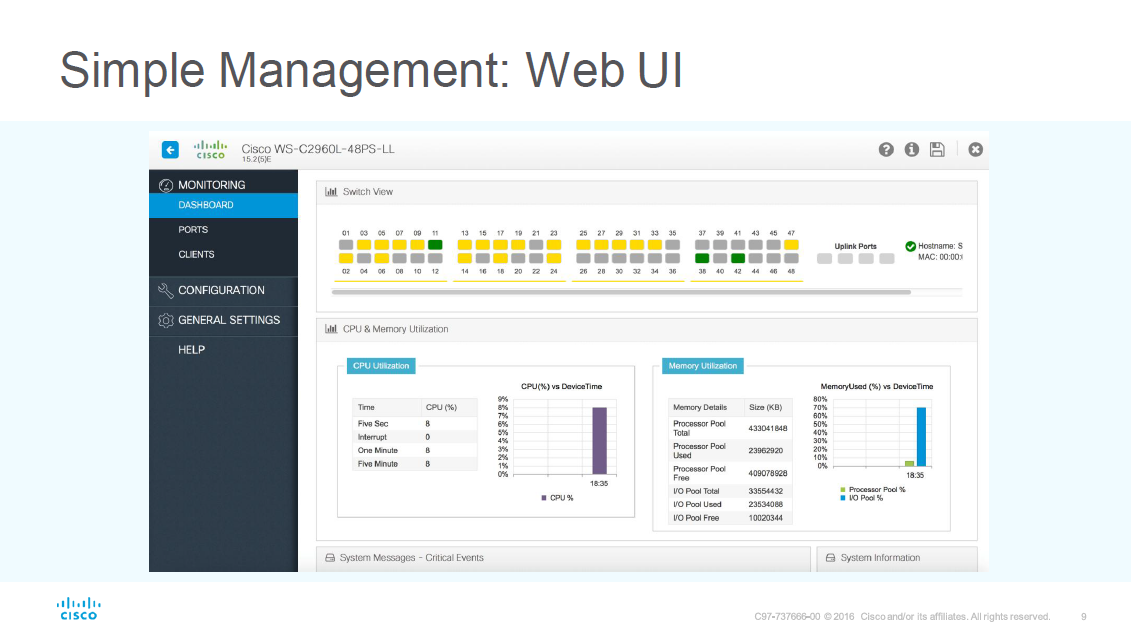 Simple Management: Web UI
CISCO
Cisco WS-C2960L-48PS-LL
15.2(5)E
MONITORING
DASHBOARD
PORTS
CLIENTS
CONFIGURATION
GENERAL SETTINGS
HELP
Switch View
01 03 05 07 09 11 13 15 17 19 21 23 25 27 29 31 33 35 37 39 41 43 45 47
02 04 06 08 10 12 14 16 18 20 22 24 26 28 30 32 34 36 38 40 42 44 46 48
Uplink Ports
Hostname: S
MAC: 00:00:
CPU & Memory Utilization
CPU Utilization
Time CPU (%)
Five Sec 8
Interrupt 0
One Minute 8
Five Minute 8
CPU(%) vs DeviceTime
9%
8%
7%
6%
5%
4%
3%
2%
1%
0%
18:35
CPU %
Memory Utilization
Memory Details Size (KB)
Processor Pool Total 433041848
Processor Pool Used 23962920
Processor Pool Free 409078928
I/O Pool Total 33554432
I/O Pool Used 23534088
I/O Pool Free 10020344
MemoryUsed (%) vs DeviceTime
80%
70%
60%
50%
40%
30%
20%
10%
0%
18:35
Processor Pool %
I/O Pool %
System Messages - Critical Events
System Information
CISCO
C97-737666-00 © 2016 Cisco and/or its affiliates. All rights reserved. 9